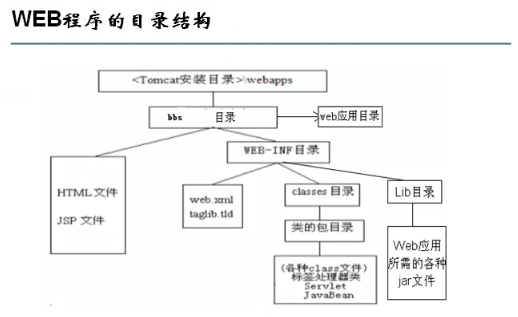 WEB程序的目录结构
<Tomcat安装目录>\webapps
bbs 目录
web应用目录
WEB-INF目录
HTML文件
JSP 文件
web.xml
taglib.tld
classes 目录
Lib目录
类的包目录
(各种class文件)
标签处理器类
Servlet
JavaBean
Web应用
所需的各种
jar文件